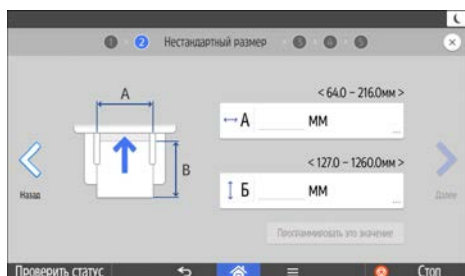 1 2 Нестандартный размер 3 4 5
A
B
< 64.0 - 216.0мм >
A мм
< 127.0 - 1260.0мм >
Б мм
Назад
Далее
Программировать это значение
Проверить статус
Стоп